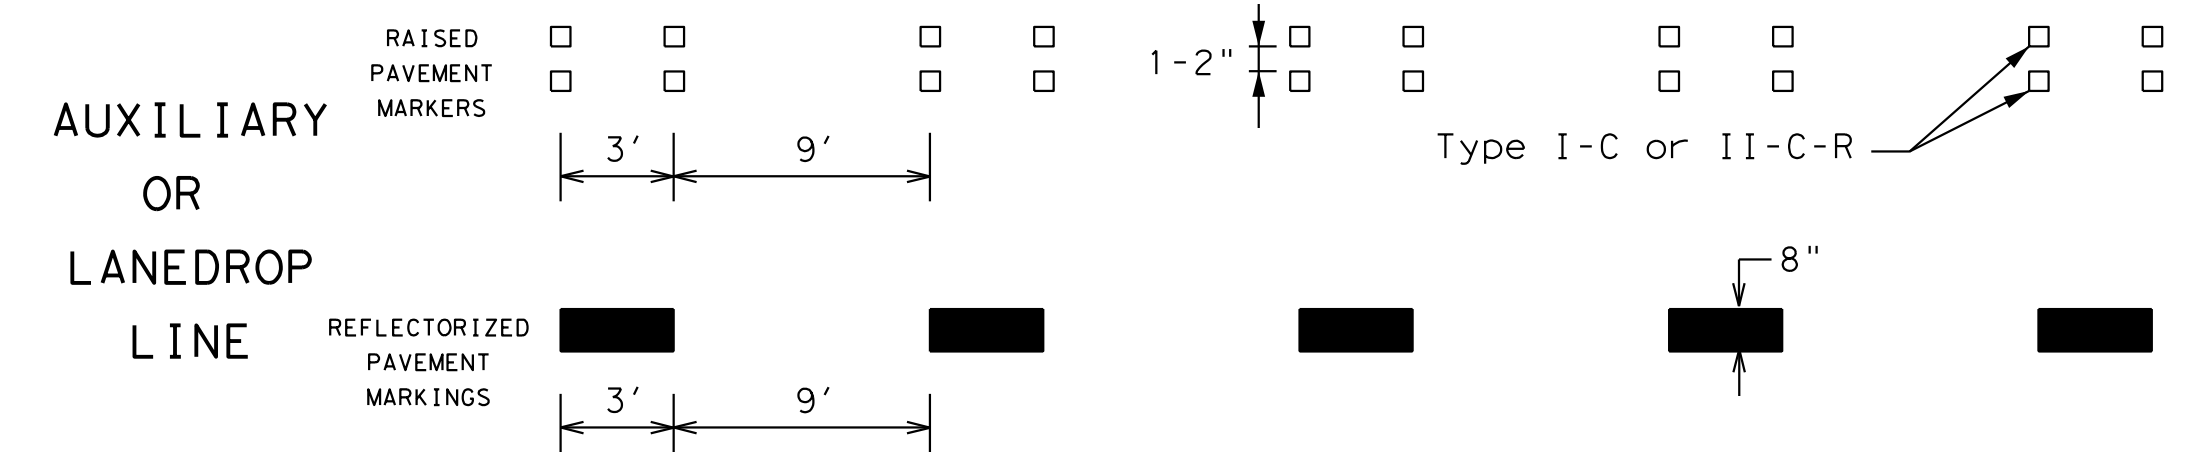 AUXILIARY
OR
LANEDROP
LINE
RAISED
PAVEMENT
MARKERS
3'
9'
1-2"
Type I-C or II-C-R
REFLECTORIZED
PAVEMENT
MARKINGS
3'
9'
8"